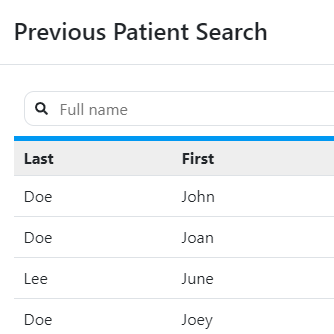 Previous Patient Search
Full name
Last First
Doe John
Doe Joan
Lee June
Doe Joey